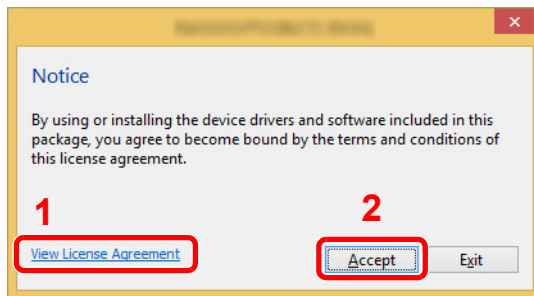 Notice
By using or installing the device drivers and software included in this
package, you agree to become bound by the terms and conditions of
this license agreement.
1
2
View License Agreement
Accept
Exit